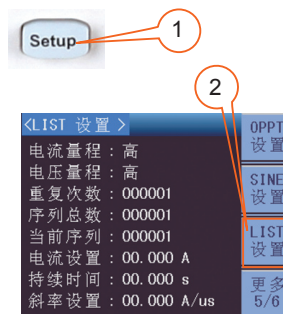 Setup
1
2
<LIST 设置>
电流量程：高
电压量程：高
重复次数：000001
序列总数：000001
当前序列：000001
电流设置：00.000 A
持续时间：00.000 s
斜率设置：00.000 A/us
OPPT
设置
SINE
设置
LIST
设置
更多
5/6